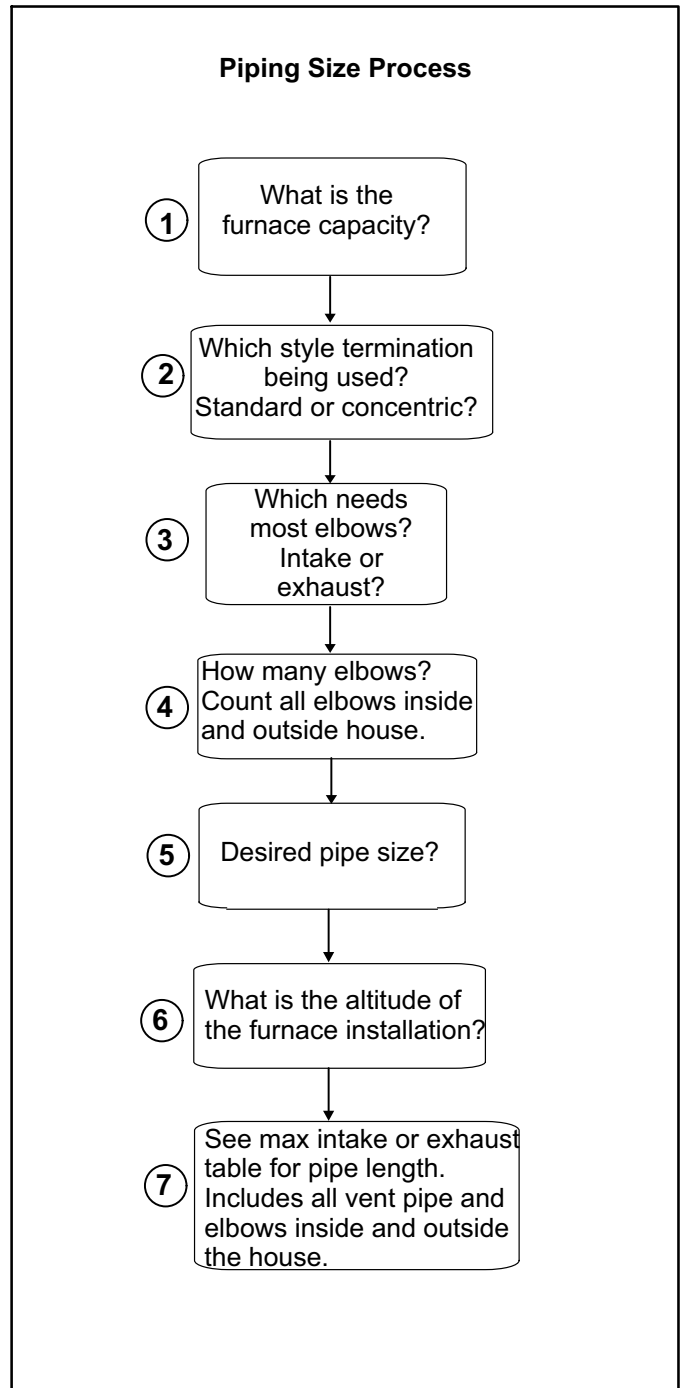 Piping Size Process
1
What is the
furnace capacity?
2
Which style termination
being used?
Standard or concentric?
3
Which needs
most elbows?
Intake or
exhaust?
4
How many elbows?
Count all elbows inside
and outside house.
5
Desired pipe size?
6
What is the altitude of
the furnace installation?
7
See max intake or exhaust
table for pipe length.
Includes all vent pipe and
elbows inside and outside
the house.